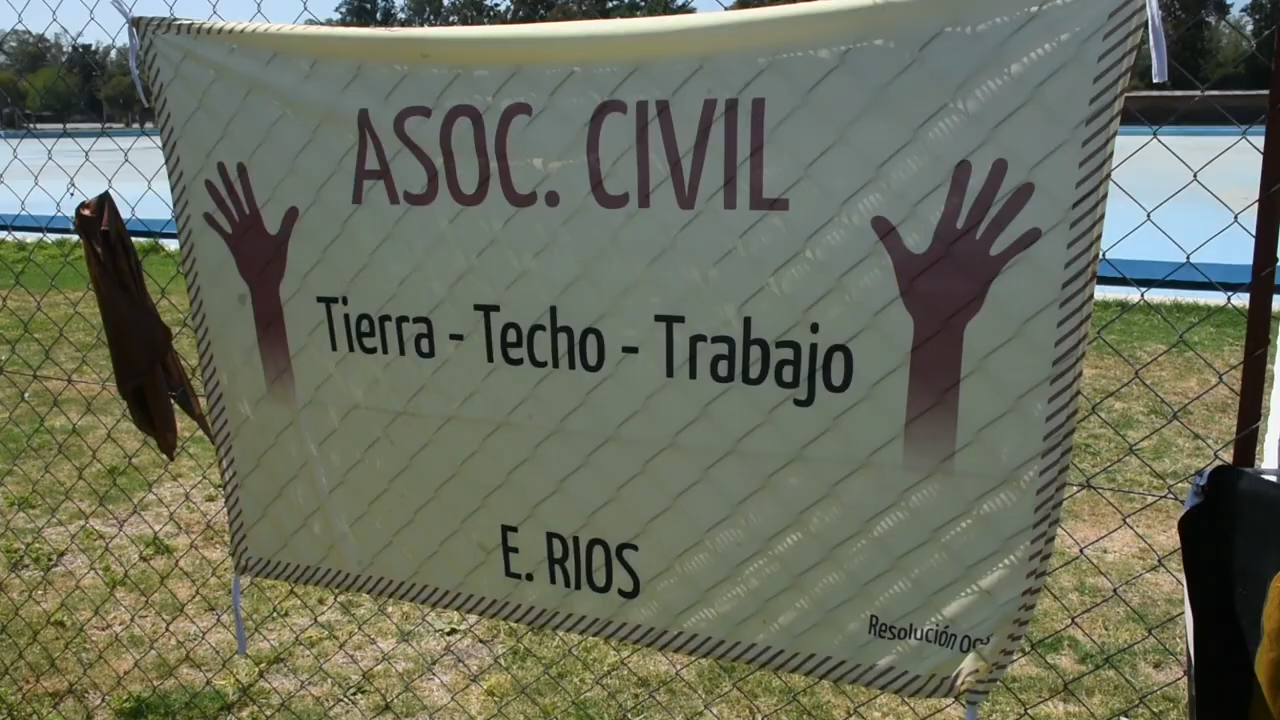 ASOC. CIVIL
Tierra - Techo - Trabajo
E. RIOS
Resolución